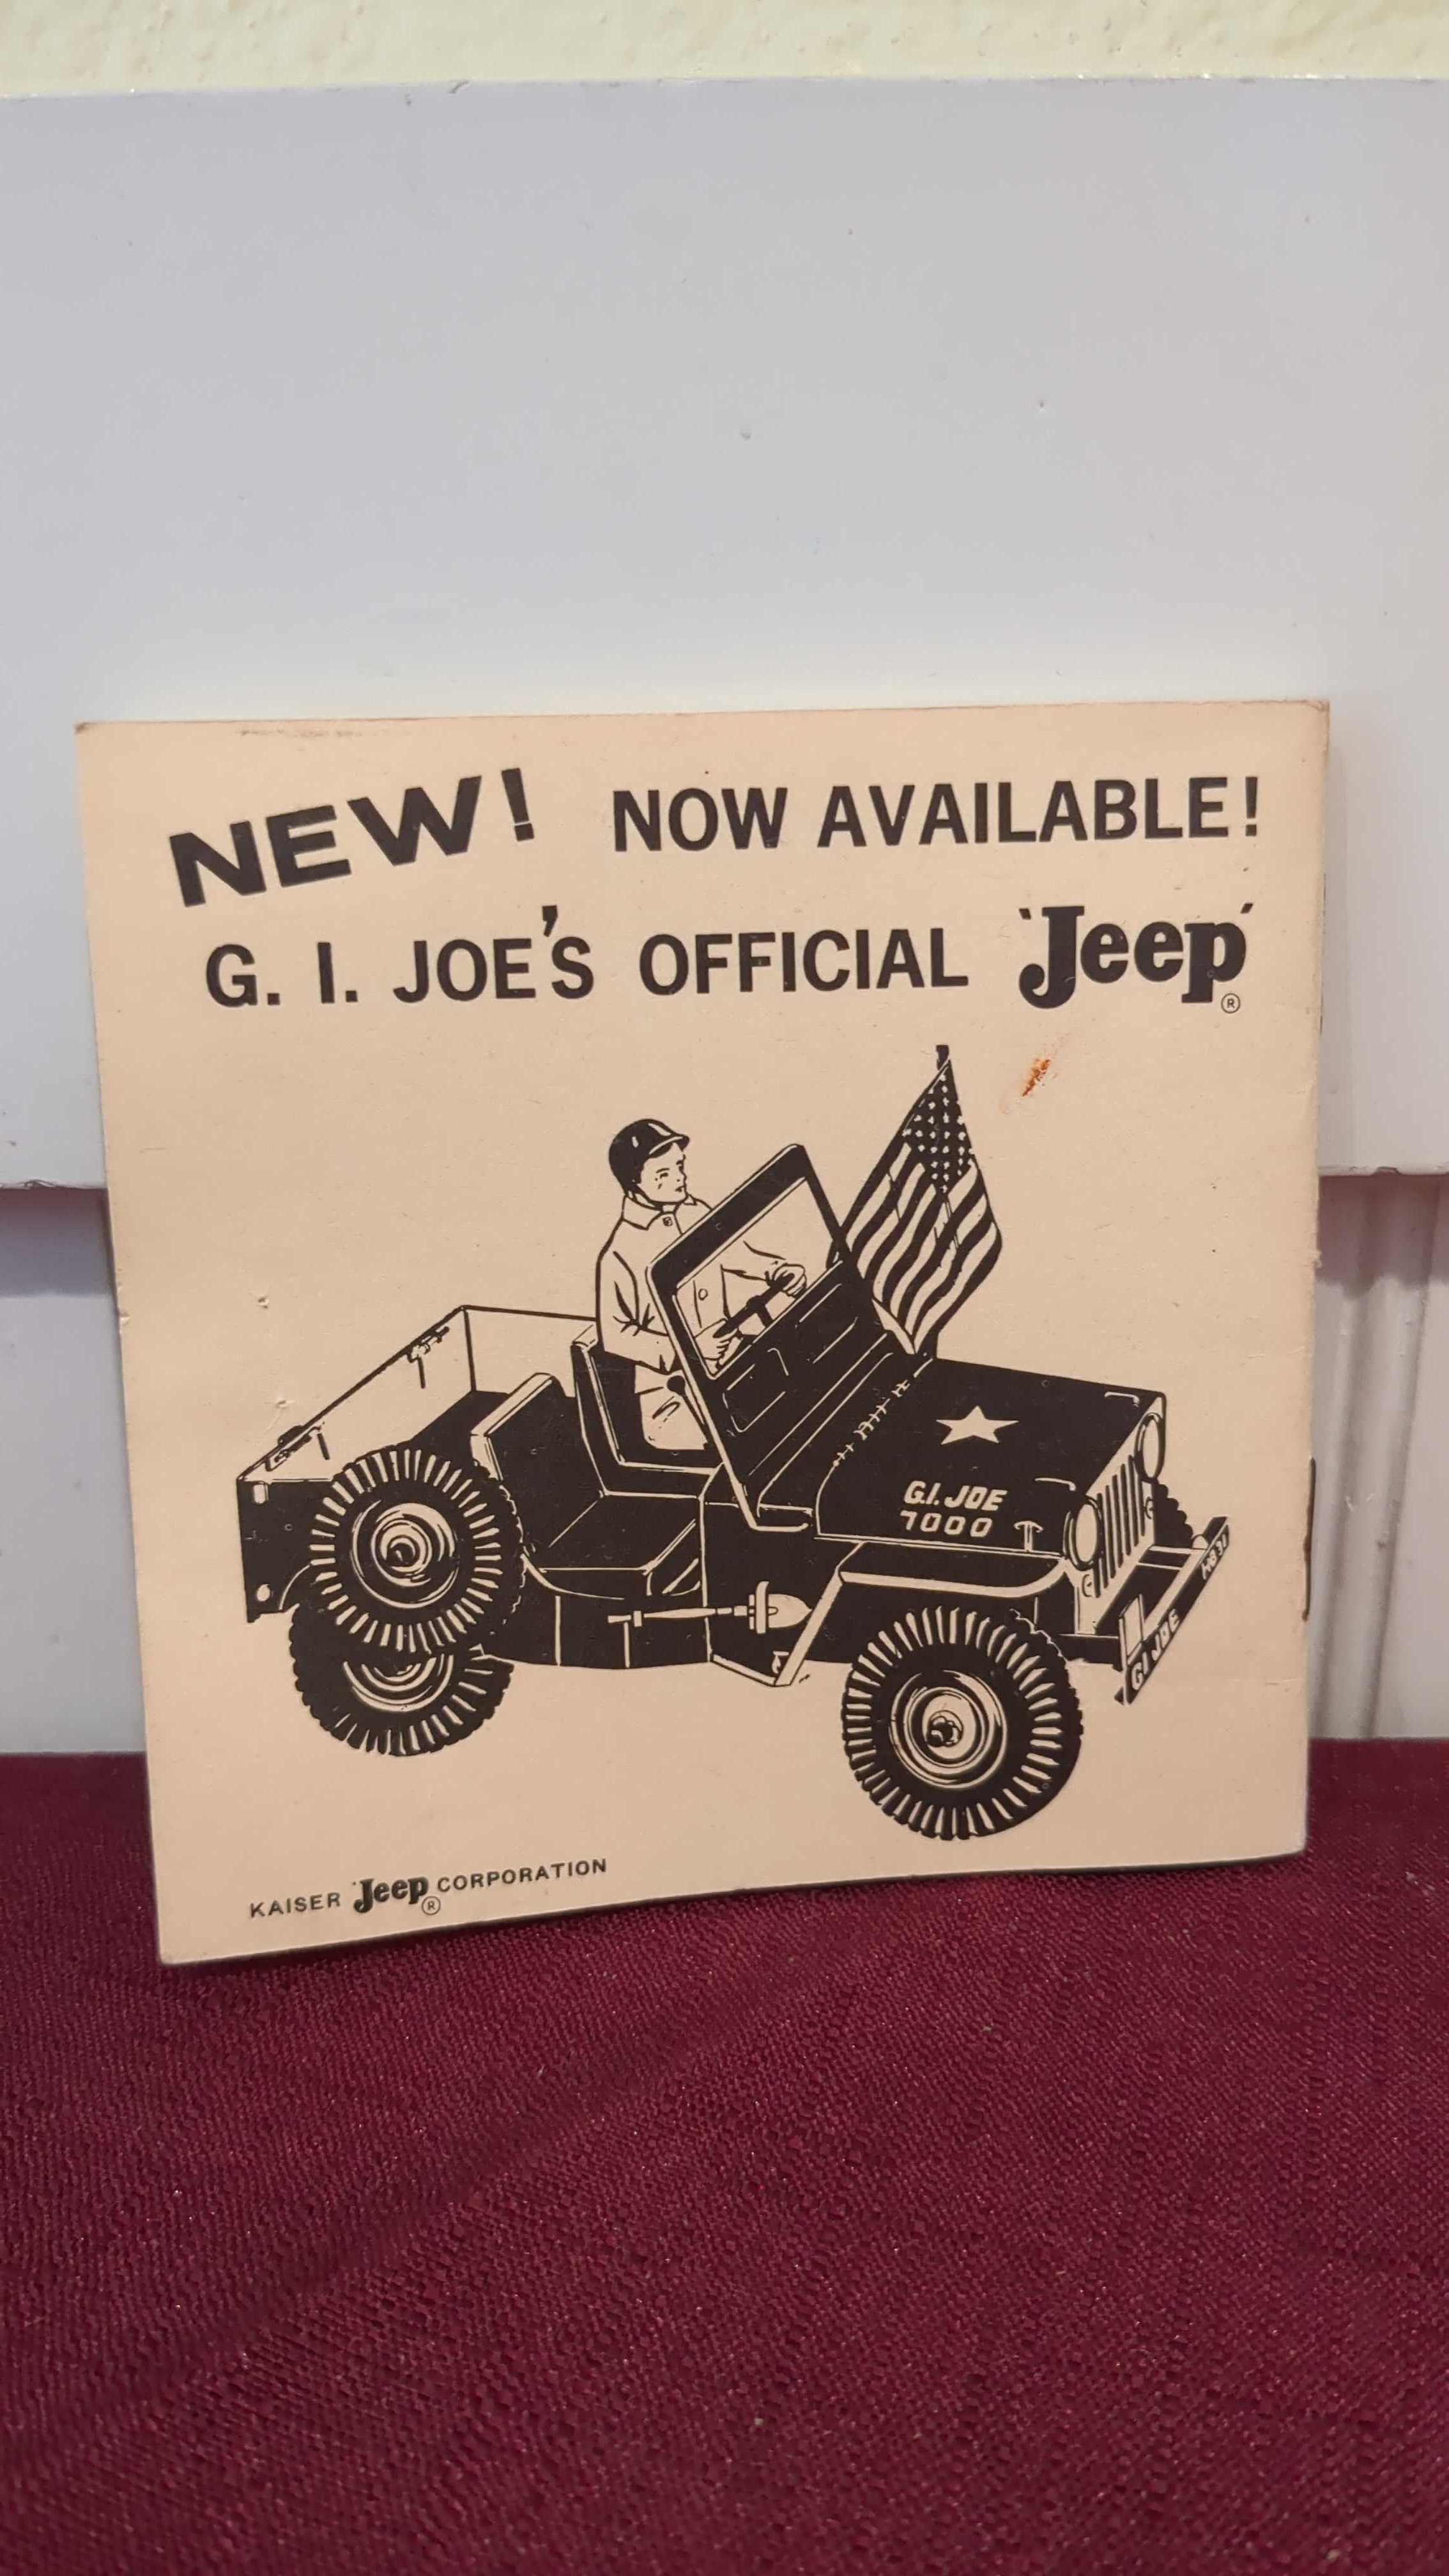 NEW! NOW AVAILABLE!
G. I. JOE'S OFFICIAL 'Jeep' ®
G.I. JOE
7000
GI JOE
KAISER 'Jeep' ® CORPORATION